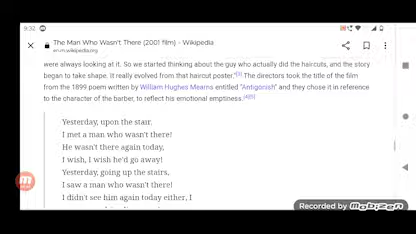 9:32
The Man Who Wasn't There (2001 film) - Wikipedia
en.m.wikipedia.org
were always looking at it. So we started thinking about the guy who actually did the haircuts, and the story
began to take shape. It really evolved from that haircut poster."[3] The directors took the title of the film
from the 1899 poem written by William Hughes Mearns entitled "Antigonish" and they chose it in reference
to the character of the barber, to reflect his emotional emptiness.[4][5]
Yesterday, upon the stair.
I met a man who wasn't there!
He wasn't there again today,
I wish, I wish he'd go away!
Yesterday, going up the stairs,
I saw a man who wasn't there!
I didn't see him again today either, I
Recorded by Mobizen